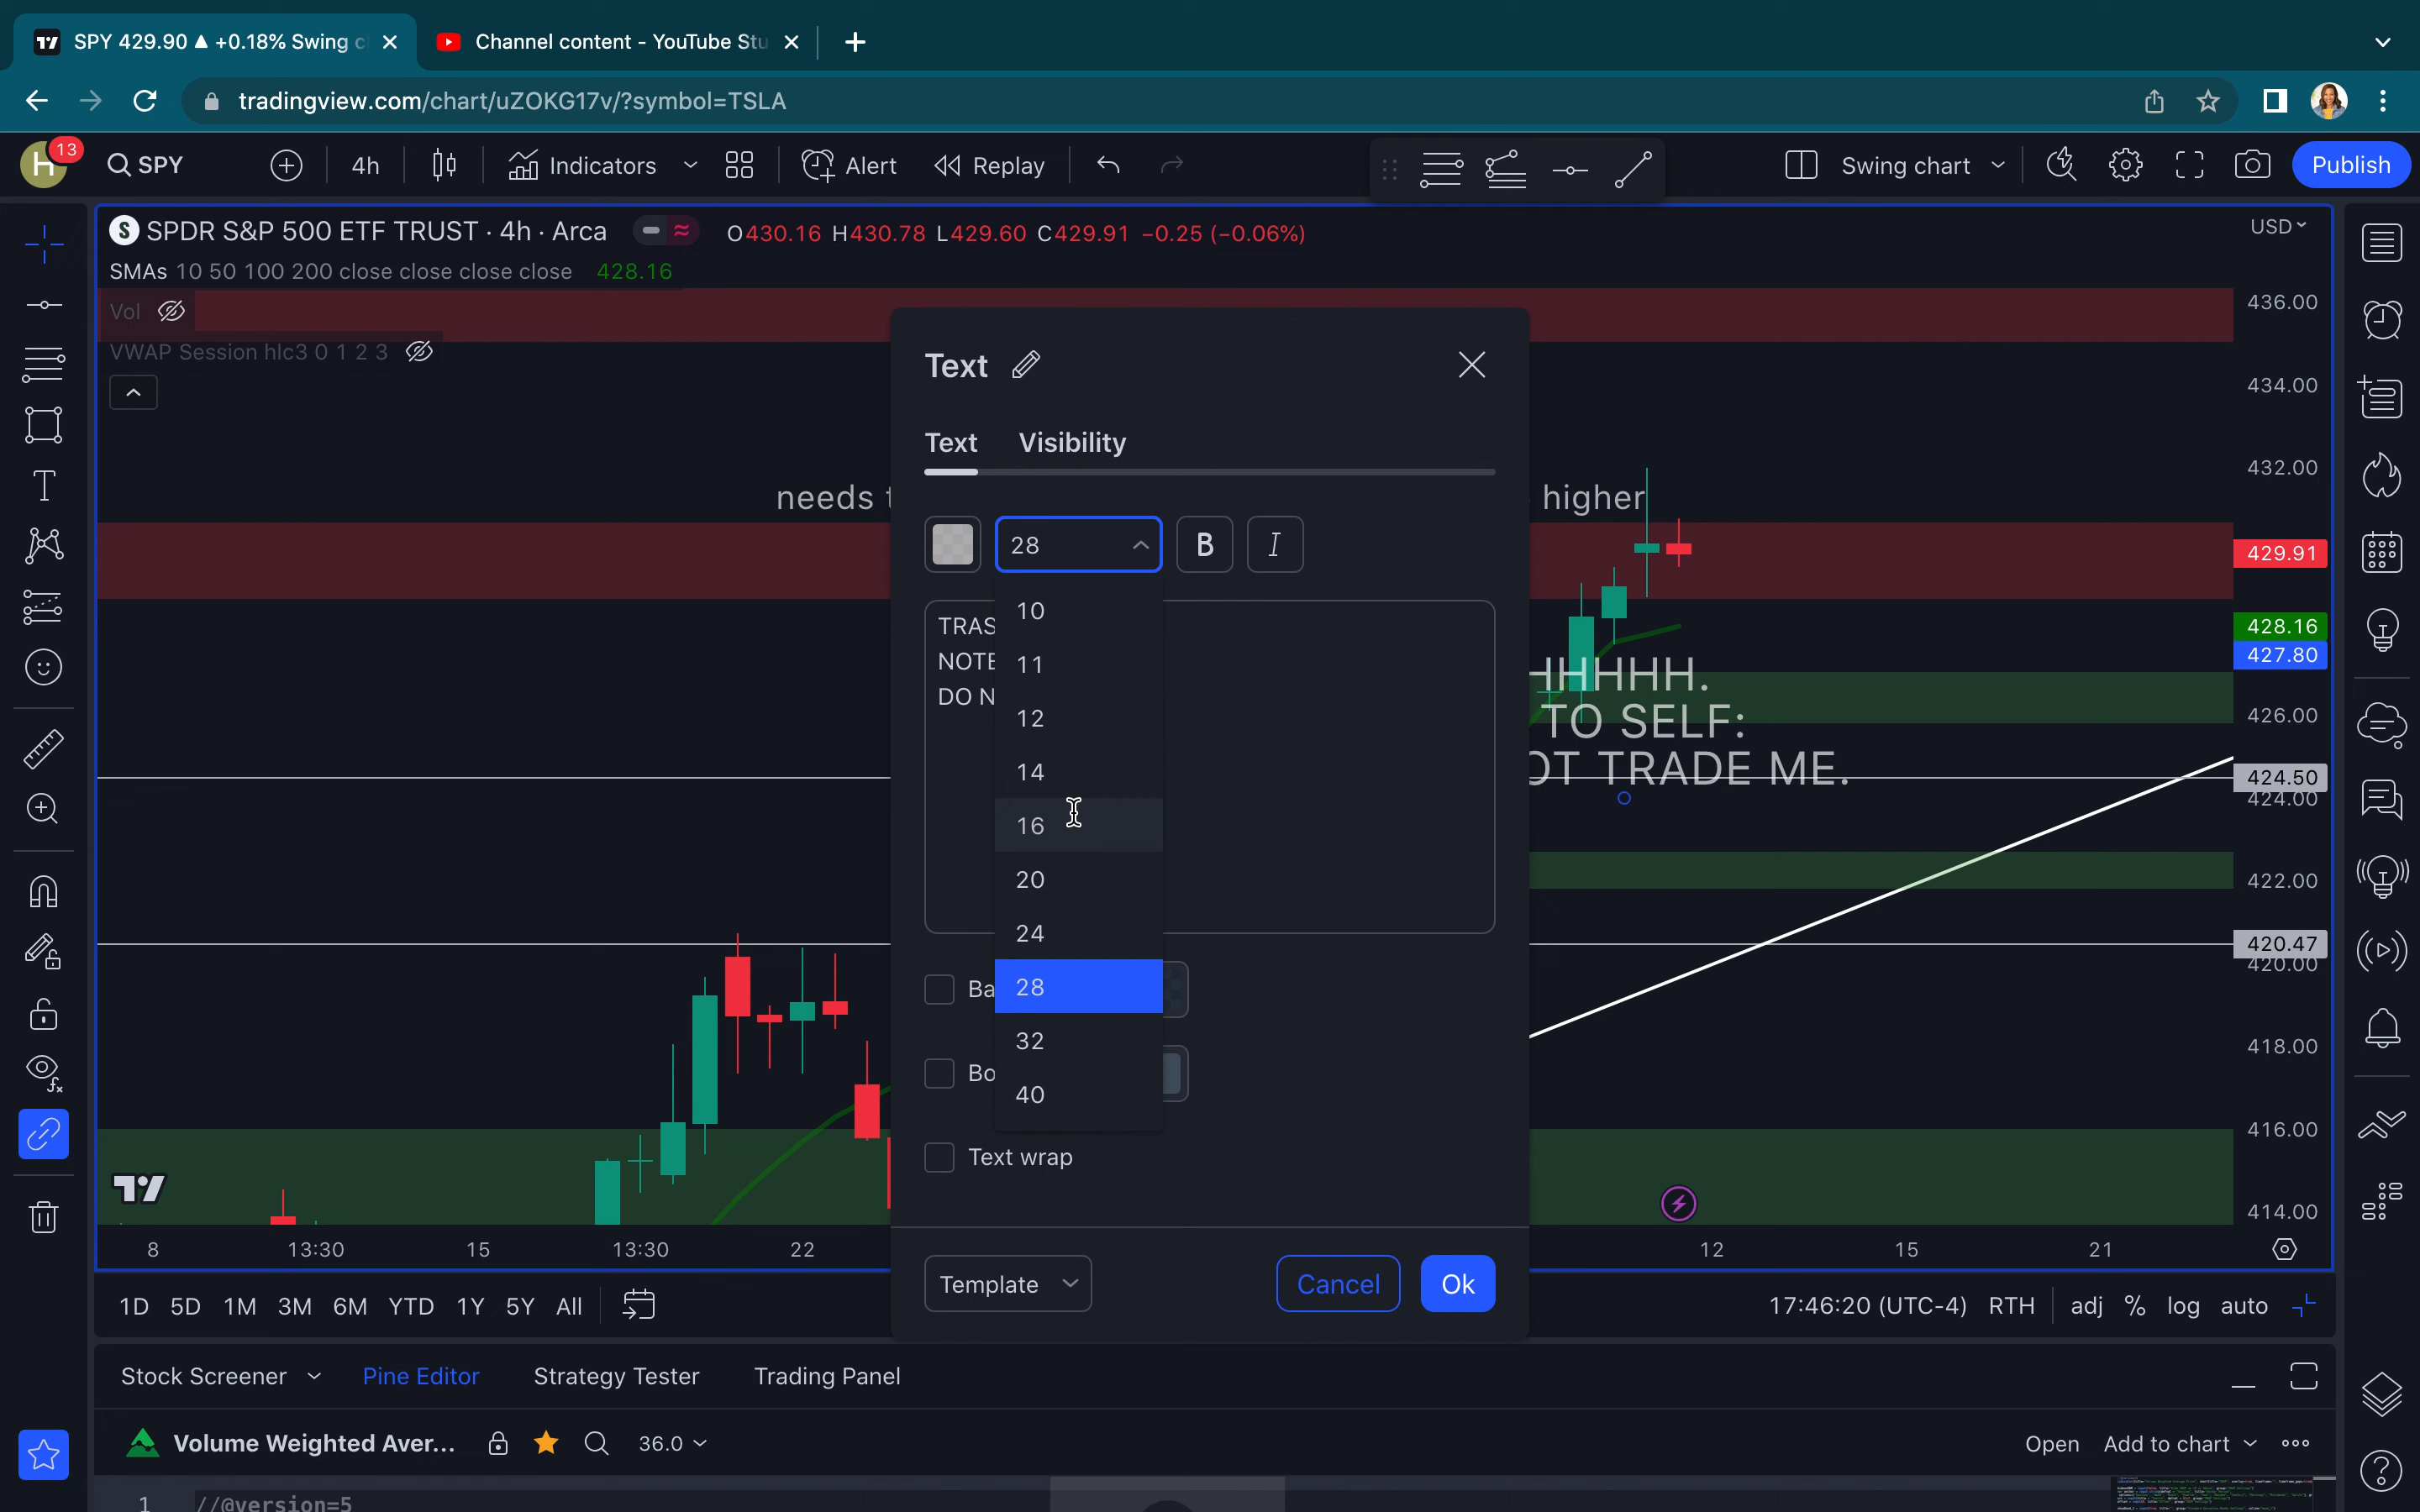 SPY 429.90 ▲ +0.18% Swing c
Channel content - YouTube Stu
tradingview.com/chart/uZOKG17v/?symbol=TSLA
H
13
SPY
4h
Indicators
Alert
Replay
Swing chart
Publish
S SPDR S&P 500 ETF TRUST · 4h · Arca
O430.16 H430.78 L429.60 C429.91 −0.25 (−0.06%)
USD
SMAs 10 50 100 200 close close close close 428.16
Vol
VWAP Session hlc3 0 1 2 3
436.00
434.00
432.00
429.91
428.16
427.80
426.00
424.50
424.00
422.00
420.47
420.00
418.00
416.00
414.00
needs t
higher
HHHHH.
TO SELF:
OT TRADE ME.
Text
Text
Visibility
28
B
I
TRAS
NOTE
DO N
10
11
12
14
16
20
24
28
32
40
Ba
Bo
Text wrap
Template
Cancel
Ok
8
13:30
15
13:30
22
12
15
21
1D 5D 1M 3M 6M YTD 1Y 5Y All
17:46:20 (UTC-4) RTH adj % log auto
Stock Screener
Pine Editor
Strategy Tester
Trading Panel
Volume Weighted Aver...
36.0
Open
Add to chart
1 //@version=5